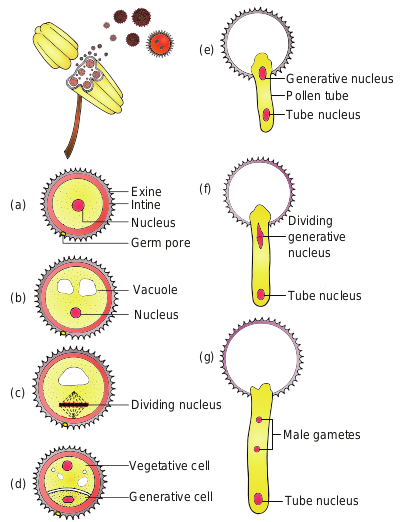 (a)
Exine
Intine
Nucleus
Germ pore
(b)
Vacuole
Nucleus
(c)
Dividing nucleus
(d)
Vegetative cell
Generative cell
(e)
Generative nucleus
Pollen tube
Tube nucleus
(f)
Dividing
generative
nucleus
Tube nucleus
(g)
Male gametes
Tube nucleus